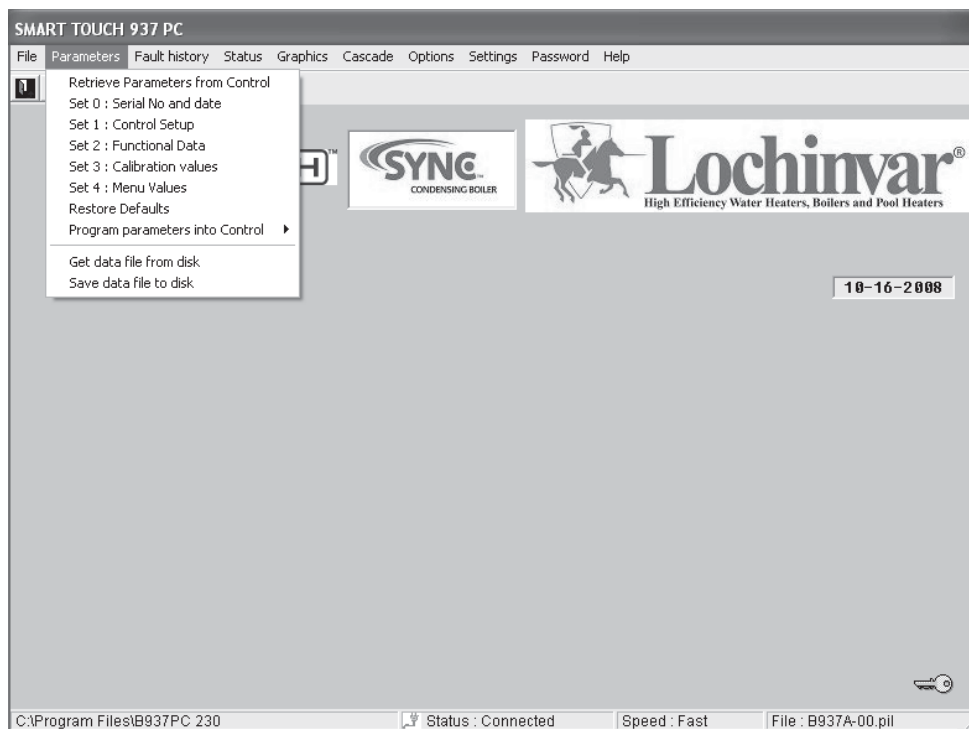 SMART TOUCH 937 PC
File Parameters Fault history Status Graphics Cascade Options Settings Password Help
Retrieve Parameters from Control
Set 0 : Serial No and date
Set 1 : Control Setup
Set 2 : Functional Data
Set 3 : Calibration values
Set 4 : Menu Values
Restore Defaults
Program parameters into Control
Get data file from disk
Save data file to disk
H™
SYNC™
CONDENSING BOILER
Lochinvar®
High Efficiency Water Heaters, Boilers and Pool Heaters
10-16-2008
C:\Program Files\B937PC 230 Status : Connected Speed : Fast File : B937A-00.pil